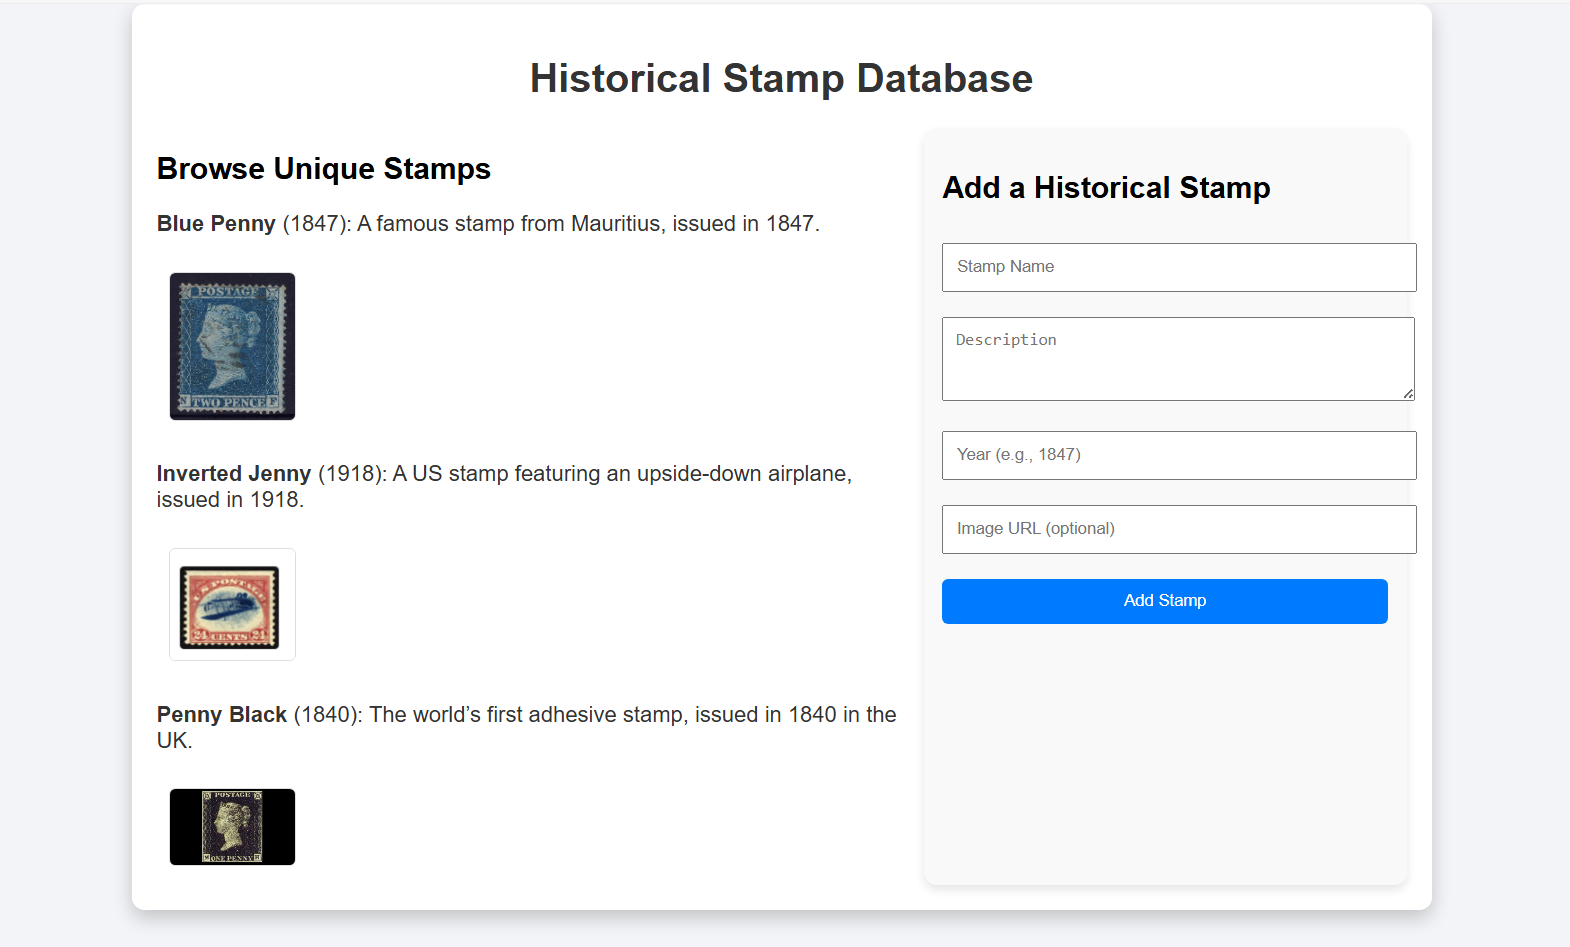 Historical Stamp Database
Browse Unique Stamps
Blue Penny (1847): A famous stamp from Mauritius, issued in 1847.
POSTAGE
N TWO PENCE F
Inverted Jenny (1918): A US stamp featuring an upside-down airplane,
issued in 1918.
U S POSTAGE
24 CENTS 24
Penny Black (1840): The world’s first adhesive stamp, issued in 1840 in the
UK.
POSTAGE
ONE PENNY
Add a Historical Stamp
Stamp Name
Description
Year (e.g., 1847)
Image URL (optional)
Add Stamp